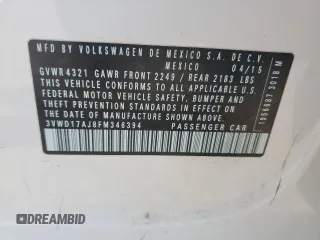 MFD BY VOLKSWAGEN DE MEXICO S.A. DE C.V.
MEXICO 04/15
GVWR4321 GAWR FRONT 2249 / REAR 2183 LBS
THIS VEHICLE CONFORMS TO ALL APPLICABLE
FEDERAL MOTOR VEHICLE SAFETY, BUMPER AND
THEFT PREVENTION STANDARDS IN EFFECT ON
THE DATE OF MANUFACTURE SHOWN ABOVE.
3VWD17AJ8FM346394 PASSENGER CAR
3018 M
DREAMBID